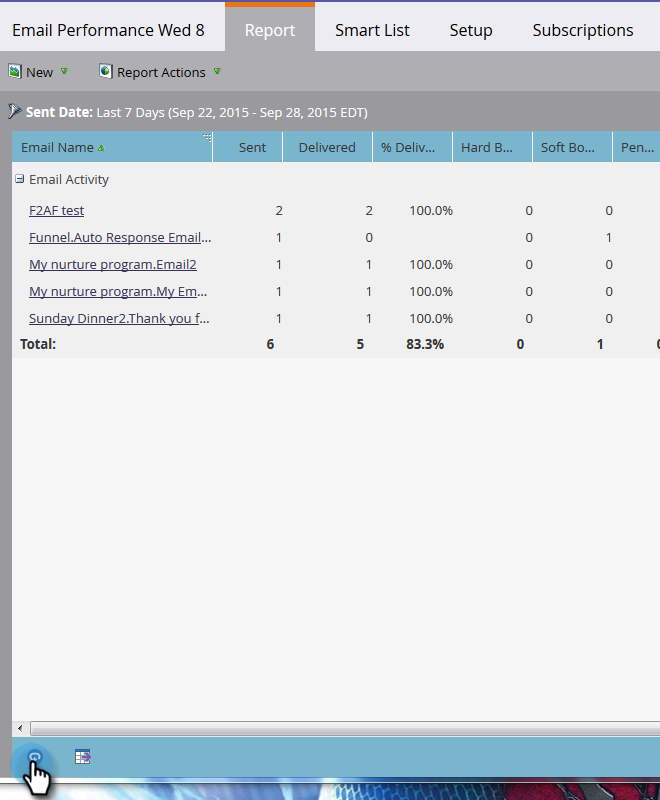 Email Performance Wed 8 Report Smart List Setup Subscriptions
New Report Actions
Sent Date: Last 7 Days (Sep 22, 2015 - Sep 28, 2015 EDT)
Email Name Sent Delivered % Deliv... Hard B... Soft Bo... Pen...
Email Activity
F2AF test 2 2 100.0% 0 0
Funnel.Auto Response Email... 1 0 0 1
My nurture program.Email2 1 1 100.0% 0 0
My nurture program.My Em... 1 1 100.0% 0 0
Sunday Dinner2.Thank you f... 1 1 100.0% 0 0
Total: 6 5 83.3% 0 1 0